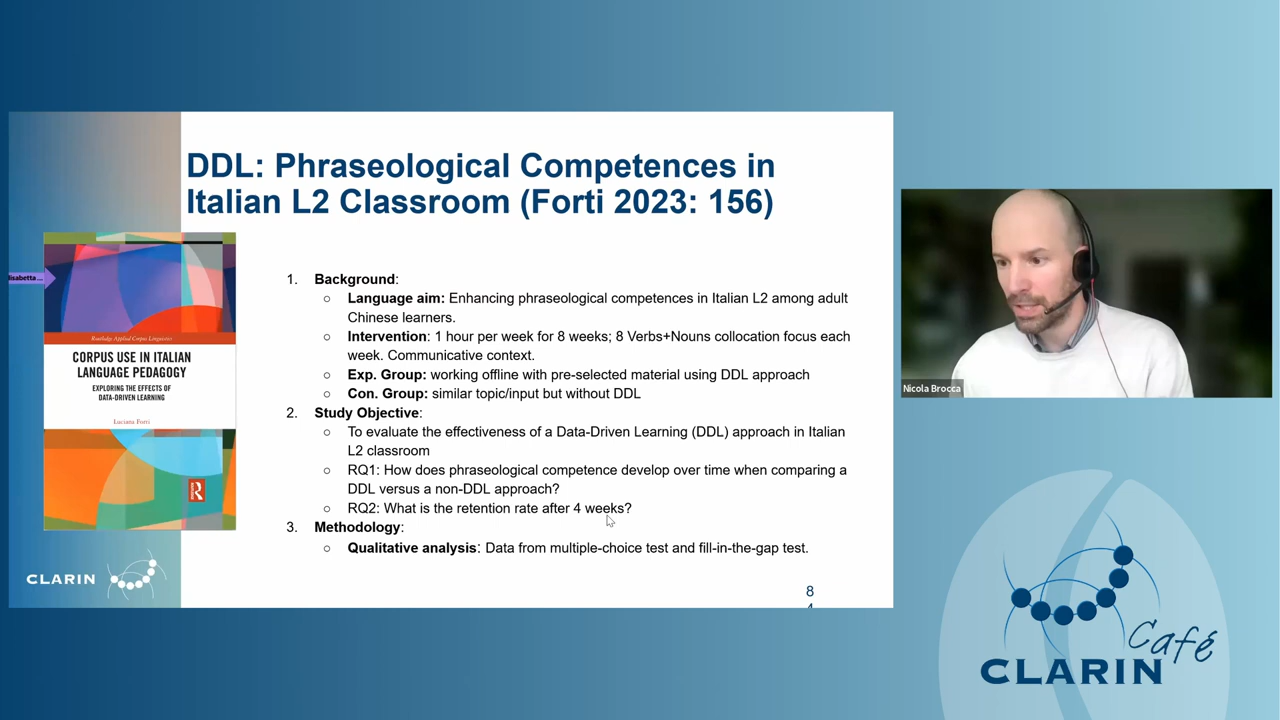 DDL: Phraseological Competences in
Italian L2 Classroom (Forti 2023: 156)
Routledge Applied Corpus Linguistics
CORPUS USE IN ITALIAN
LANGUAGE PEDAGOGY
EXPLORING THE EFFECTS OF
DATA-DRIVEN LEARNING
Luciana Forti
R
1. Background:
○ Language aim: Enhancing phraseological competences in Italian L2 among adult
Chinese learners.
○ Intervention: 1 hour per week for 8 weeks; 8 Verbs+Nouns collocation focus each
week. Communicative context.
○ Exp. Group: working offline with pre-selected material using DDL approach
○ Con. Group: similar topic/input but without DDL
2. Study Objective:
○ To evaluate the effectiveness of a Data-Driven Learning (DDL) approach in Italian
L2 classroom
○ RQ1: How does phraseological competence develop over time when comparing a
DDL versus a non-DDL approach?
○ RQ2: What is the retention rate after 4 weeks?
3. Methodology:
○ Qualitative analysis: Data from multiple-choice test and fill-in-the-gap test.
CLARIN
8
Nicola Brocca
Café
CLARIN